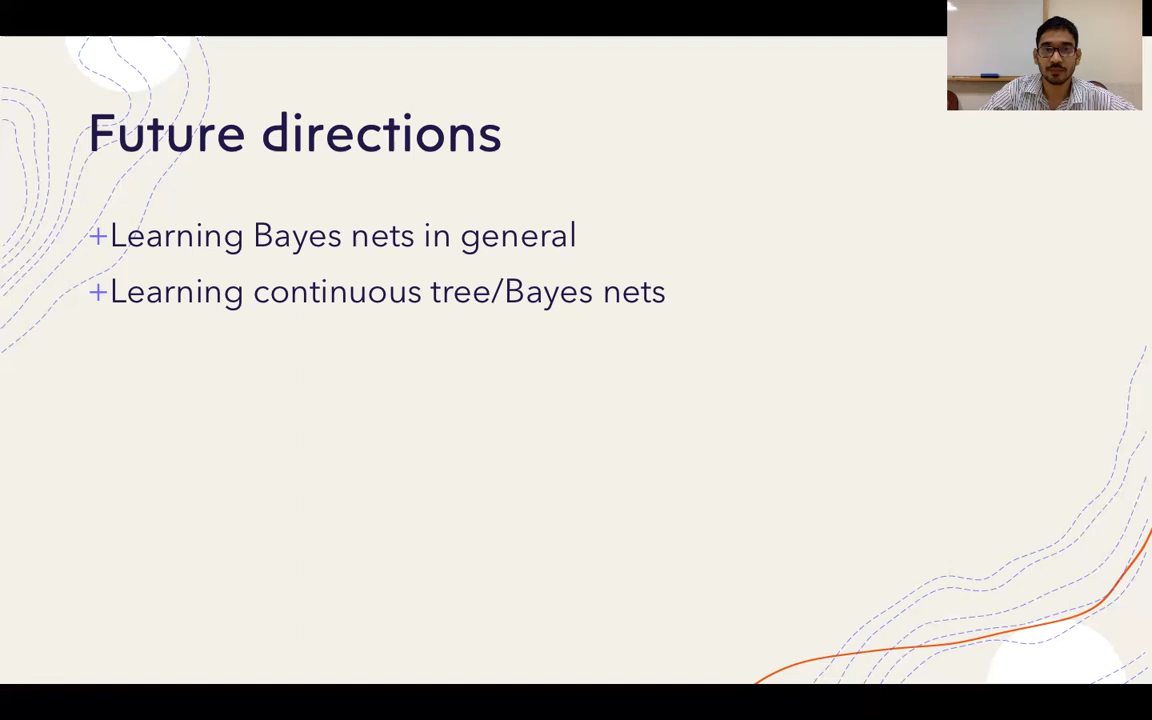 Future directions
+Learning Bayes nets in general
+Learning continuous tree/Bayes nets